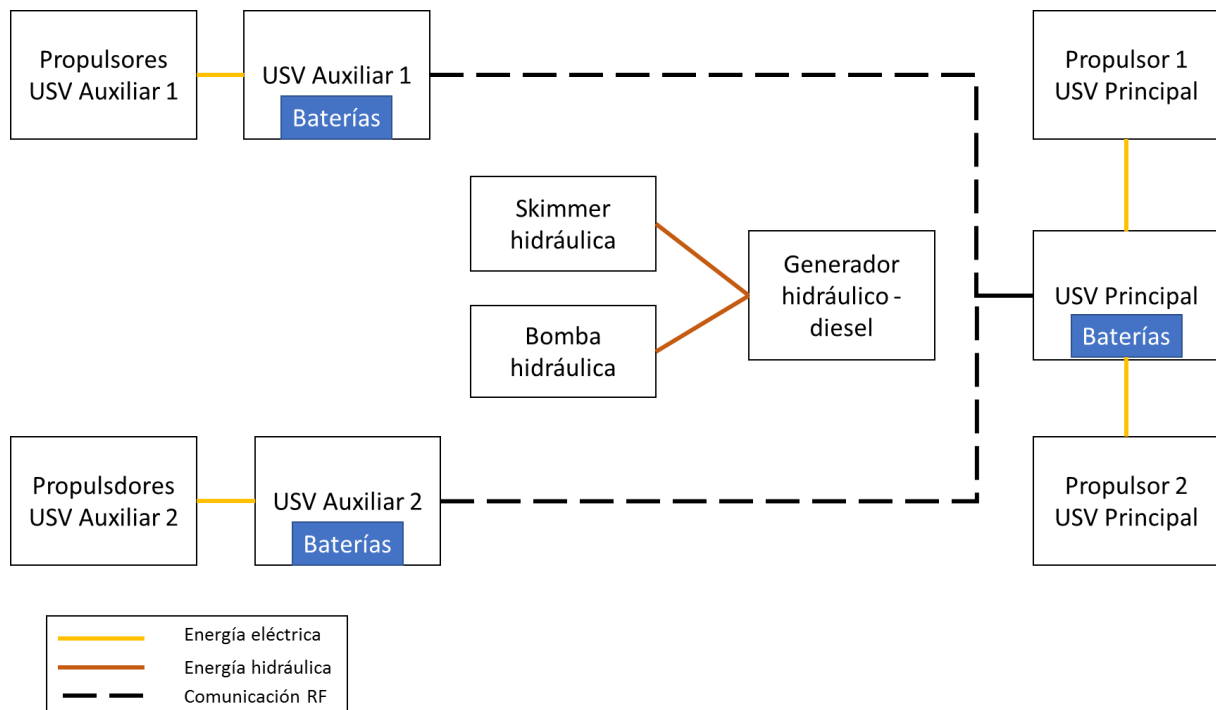 Propulsores
USV Auxiliar 1
USV Auxiliar 1
Baterías
Propulsor 1
USV Principal
Skimmer
hidráulica
Generador
hidráulico -
diesel
USV Principal
Baterías
Bomba
hidráulica
Propulsdores
USV Auxiliar 2
USV Auxiliar 2
Baterías
Propulsor 2
USV Principal
Energía eléctrica
Energía hidráulica
Comunicación RF